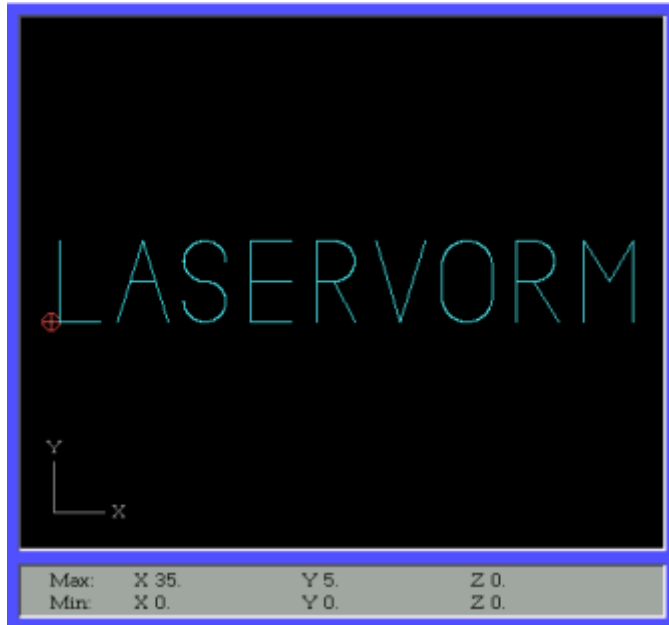 LASERVORM
Y
X
Max: X 35. Y 5. Z 0.
Min: X 0. Y 0. Z 0.